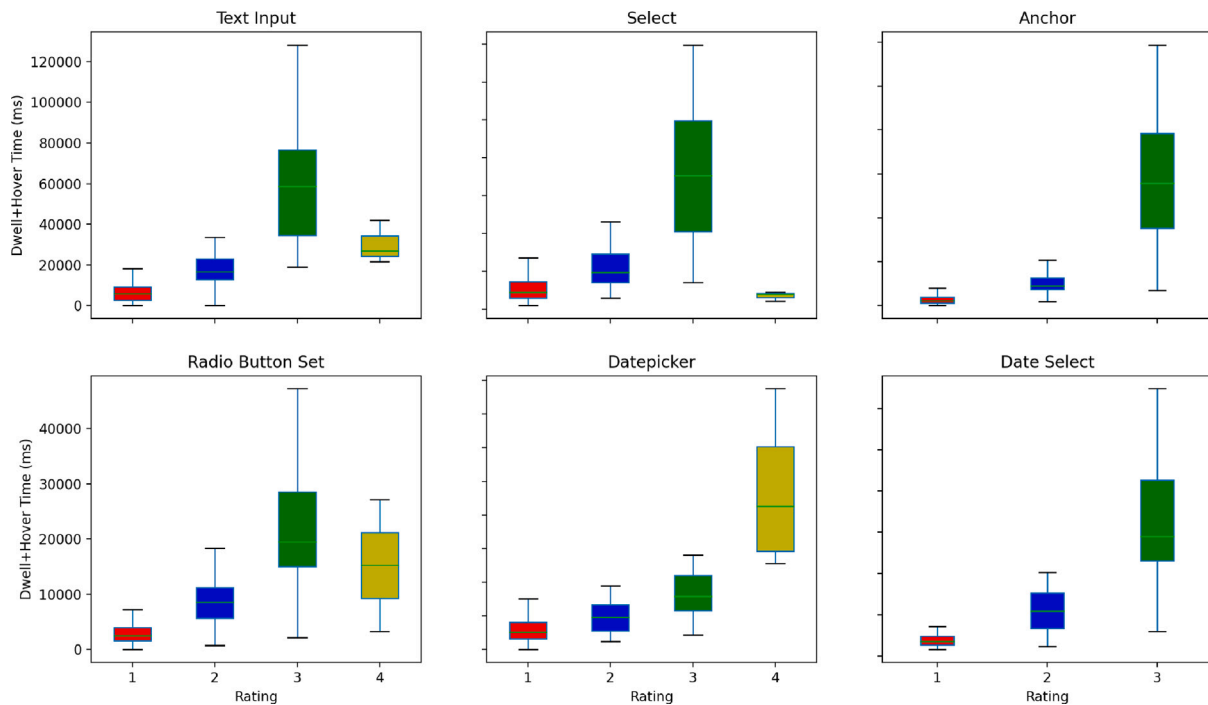 Text Input
Select
Anchor
Dwell+Hover Time (ms)
120000
100000
80000
60000
40000
20000
0
Radio Button Set
Datepicker
Date Select
Dwell+Hover Time (ms)
40000
30000
20000
10000
0
1 2 3 4
1 2 3 4
1 2 3
Rating
Rating
Rating